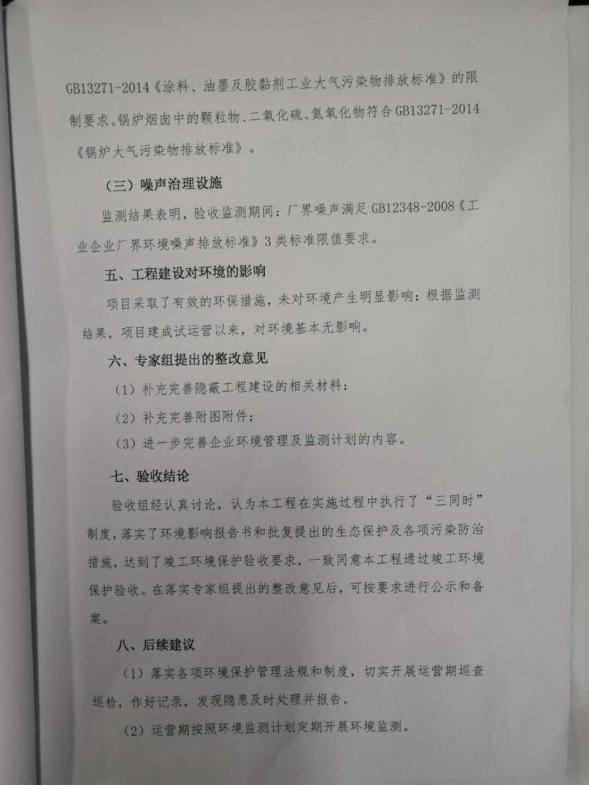 GB13271-2014《涂料、油墨及胶黏剂工业大气污染物排放标准》的限
制要求。锅炉烟囱中的颗粒物、二氧化硫、氮氧化物符合GB13271-2014
《锅炉大气污染物排放标准》。
（三）噪声治理设施
监测结果表明，验收监测期间：厂界噪声满足GB12348-2008《工
业企业厂界环境噪声排放标准》3类标准限值要求。
五、工程建设对环境的影响
项目采取了有效的环保措施，未对环境产生明显影响；根据监测
结果，项目建成试运营以来，对环境基本无影响。
六、专家组提出的整改意见
（1）补充完善隐蔽工程建设的相关材料；
（2）补充完善附图附件；
（3）进一步完善企业环境管理及监测计划的内容。
七、验收结论
验收组经认真讨论，认为本工程在实施过程中执行了“三同时”
制度，落实了环境影响报告书和批复提出的生态保护及各项污染防治
措施，达到了竣工环境保护验收要求，一致同意本工程通过竣工环境
保护验收。在落实专家组提出的整改意见后，可按要求进行公示和备
案。
八、后续建议
（1）落实各项环境保护管理法规和制度，切实开展运营期巡查
巡检，作好记录，发现隐患及时处理并报告。
（2）运营期按照环境监测计划定期开展环境监测。